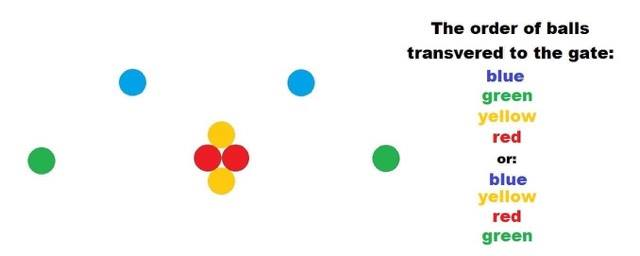 The order of balls
transvered to the gate:
blue
green
yellow
red
or:
blue
yellow
red
green